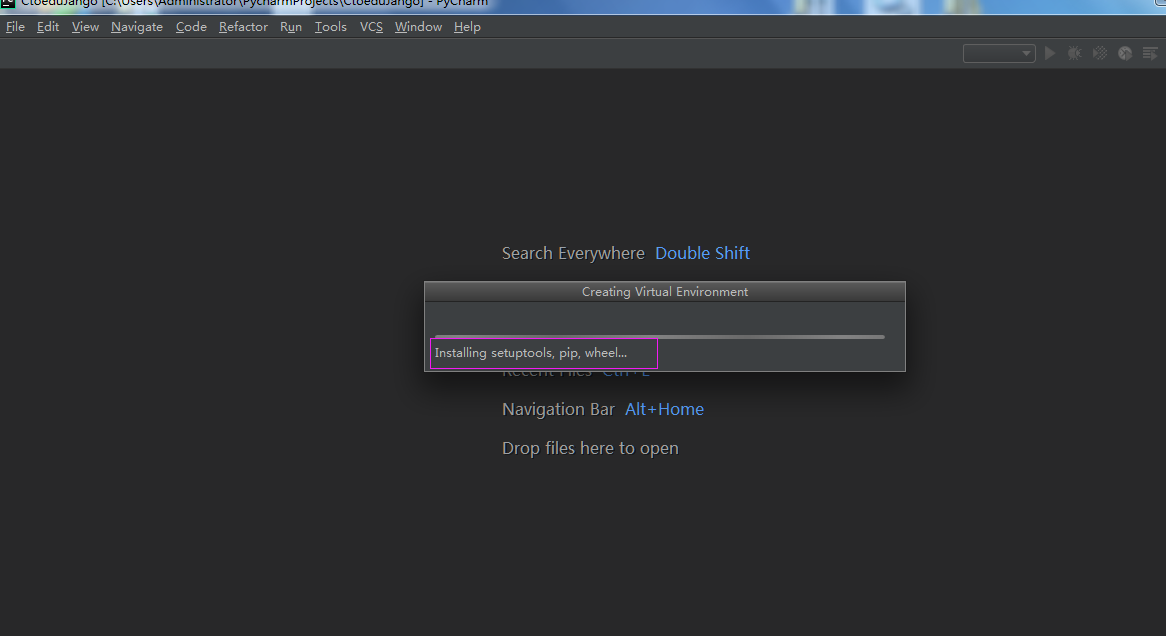 CtoeduJango [C:\Users\Administrator\PycharmProjects\CtoeduJango] - PyCharm
File Edit View Navigate Code Refactor Run Tools VCS Window Help
Search Everywhere Double Shift
Creating Virtual Environment
Installing setuptools, pip, wheel...
Recent Files Ctrl+E
Navigation Bar Alt+Home
Drop files here to open